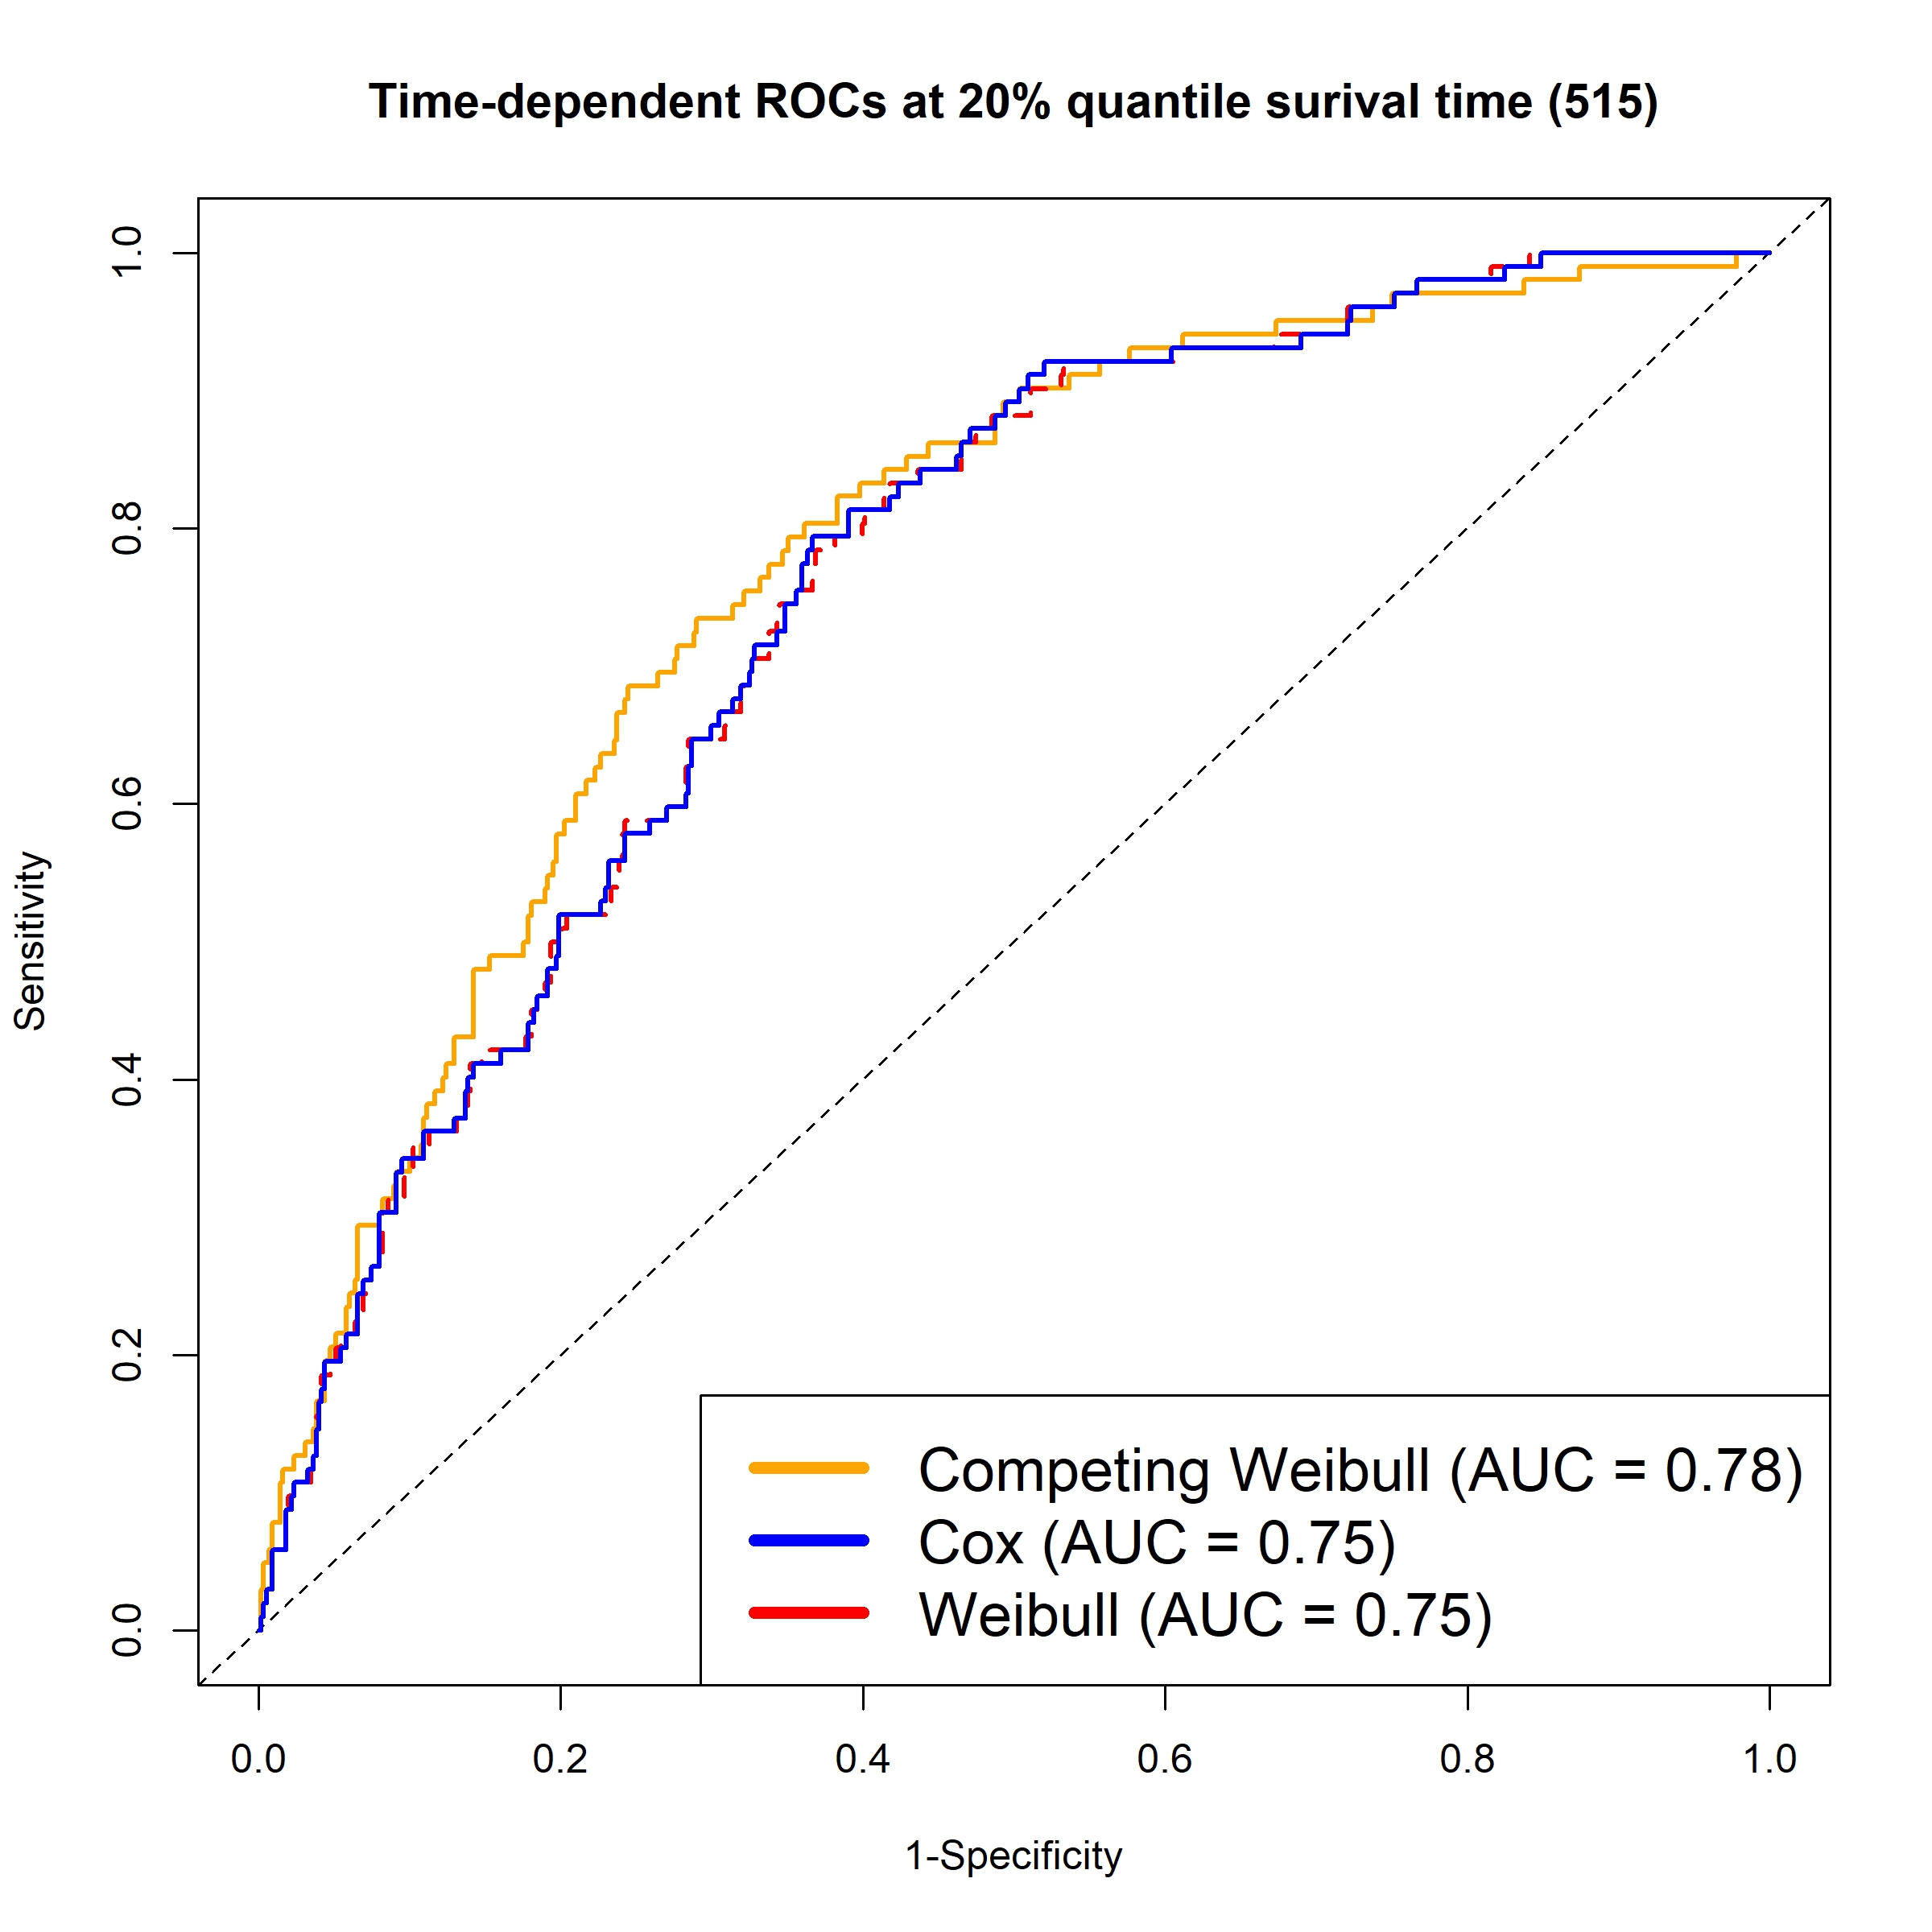 Time-dependent ROCs at 20% quantile surival time (515)
Sensitivity
1.0
0.8
0.6
0.4
0.2
0.0
Competing Weibull (AUC = 0.78)
Cox (AUC = 0.75)
Weibull (AUC = 0.75)
0.0 0.2 0.4 0.6 0.8 1.0
1-Specificity